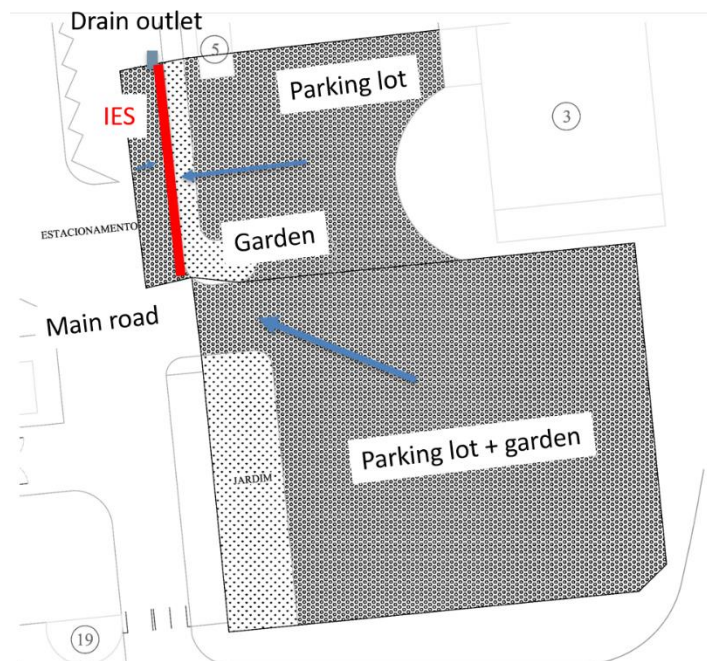 Drain outlet
5
Parking lot
IES
3
ESTACIONAMENTO
Garden
Main road
Parking lot + garden
JARDIM
19